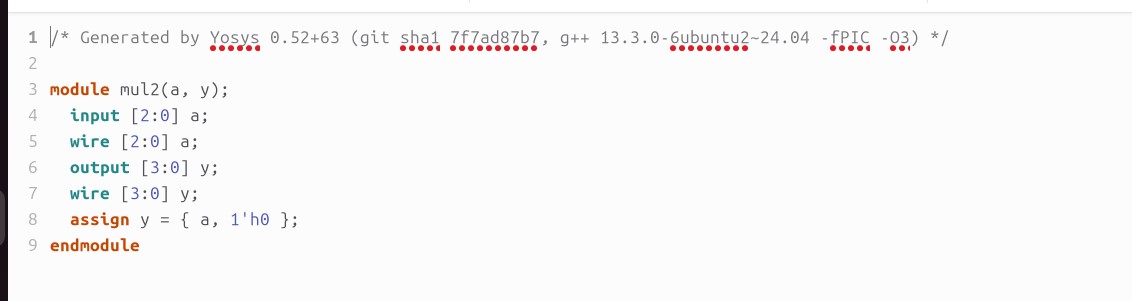 1 /* Generated by Yosys 0.52+63 (git sha1 7f7ad87b7, g++ 13.3.0-6ubuntu2~24.04 -fPIC -O3) */
2
3 module mul2(a, y);
4   input [2:0] a;
5   wire [2:0] a;
6   output [3:0] y;
7   wire [3:0] y;
8   assign y = { a, 1'h0 };
9 endmodule